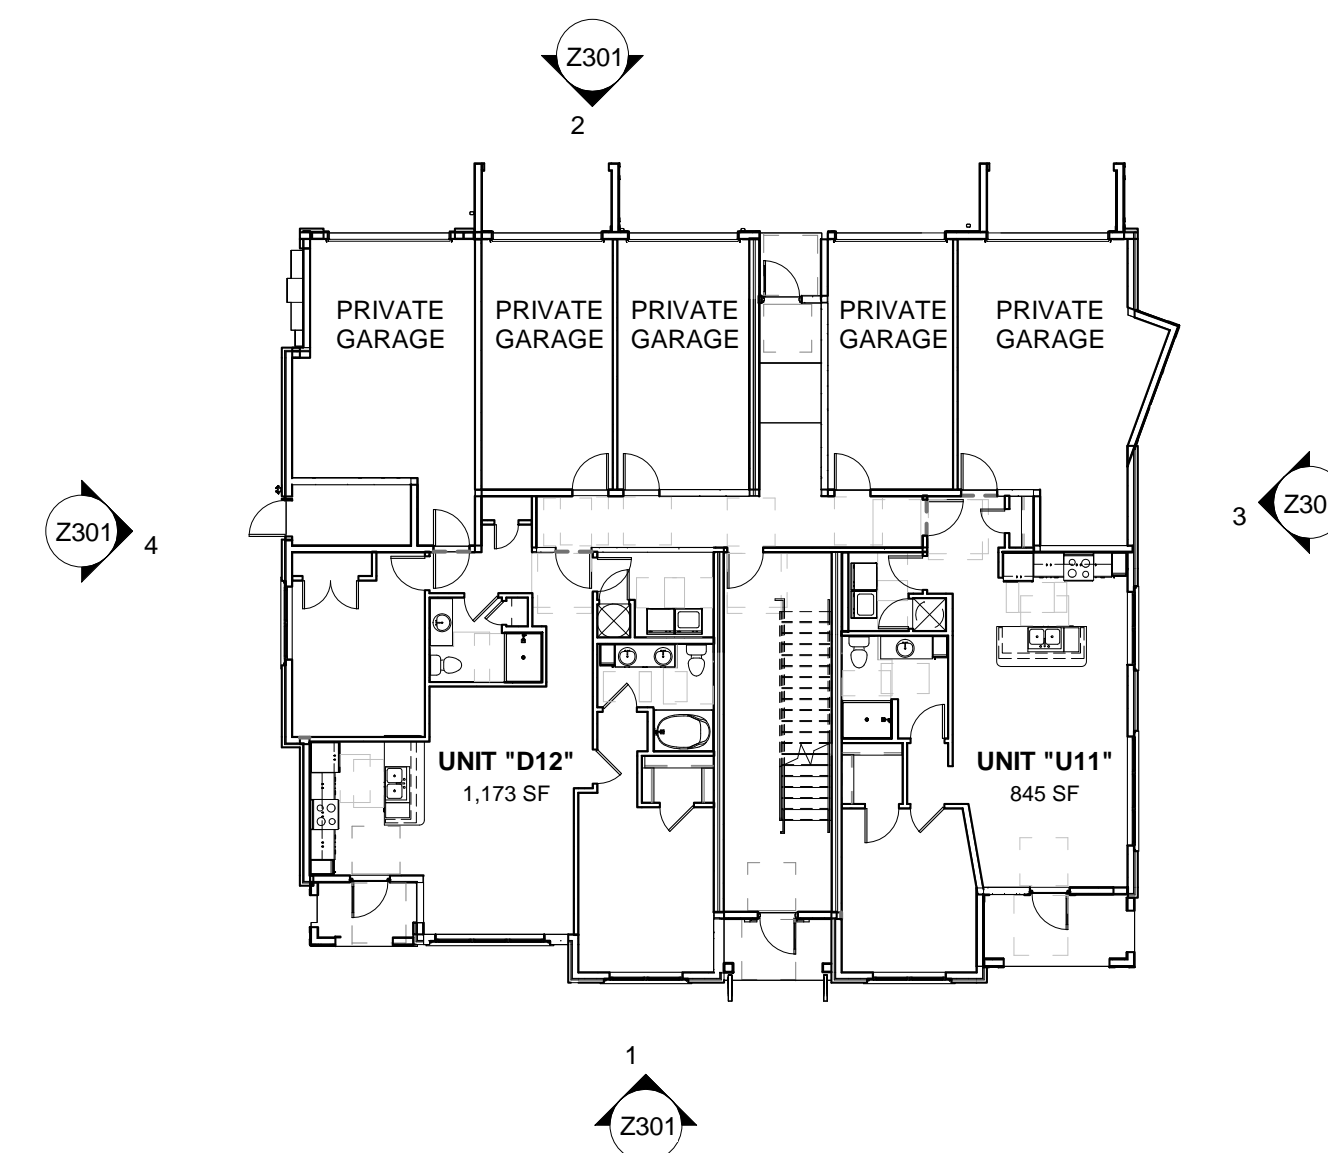 Z301
2
PRIVATE
GARAGE
PRIVATE
GARAGE
PRIVATE
GARAGE
PRIVATE
GARAGE
PRIVATE
GARAGE
Z301
4
3
Z30
UNIT "D12"
1,173 SF
UNIT "U11"
845 SF
1
Z301